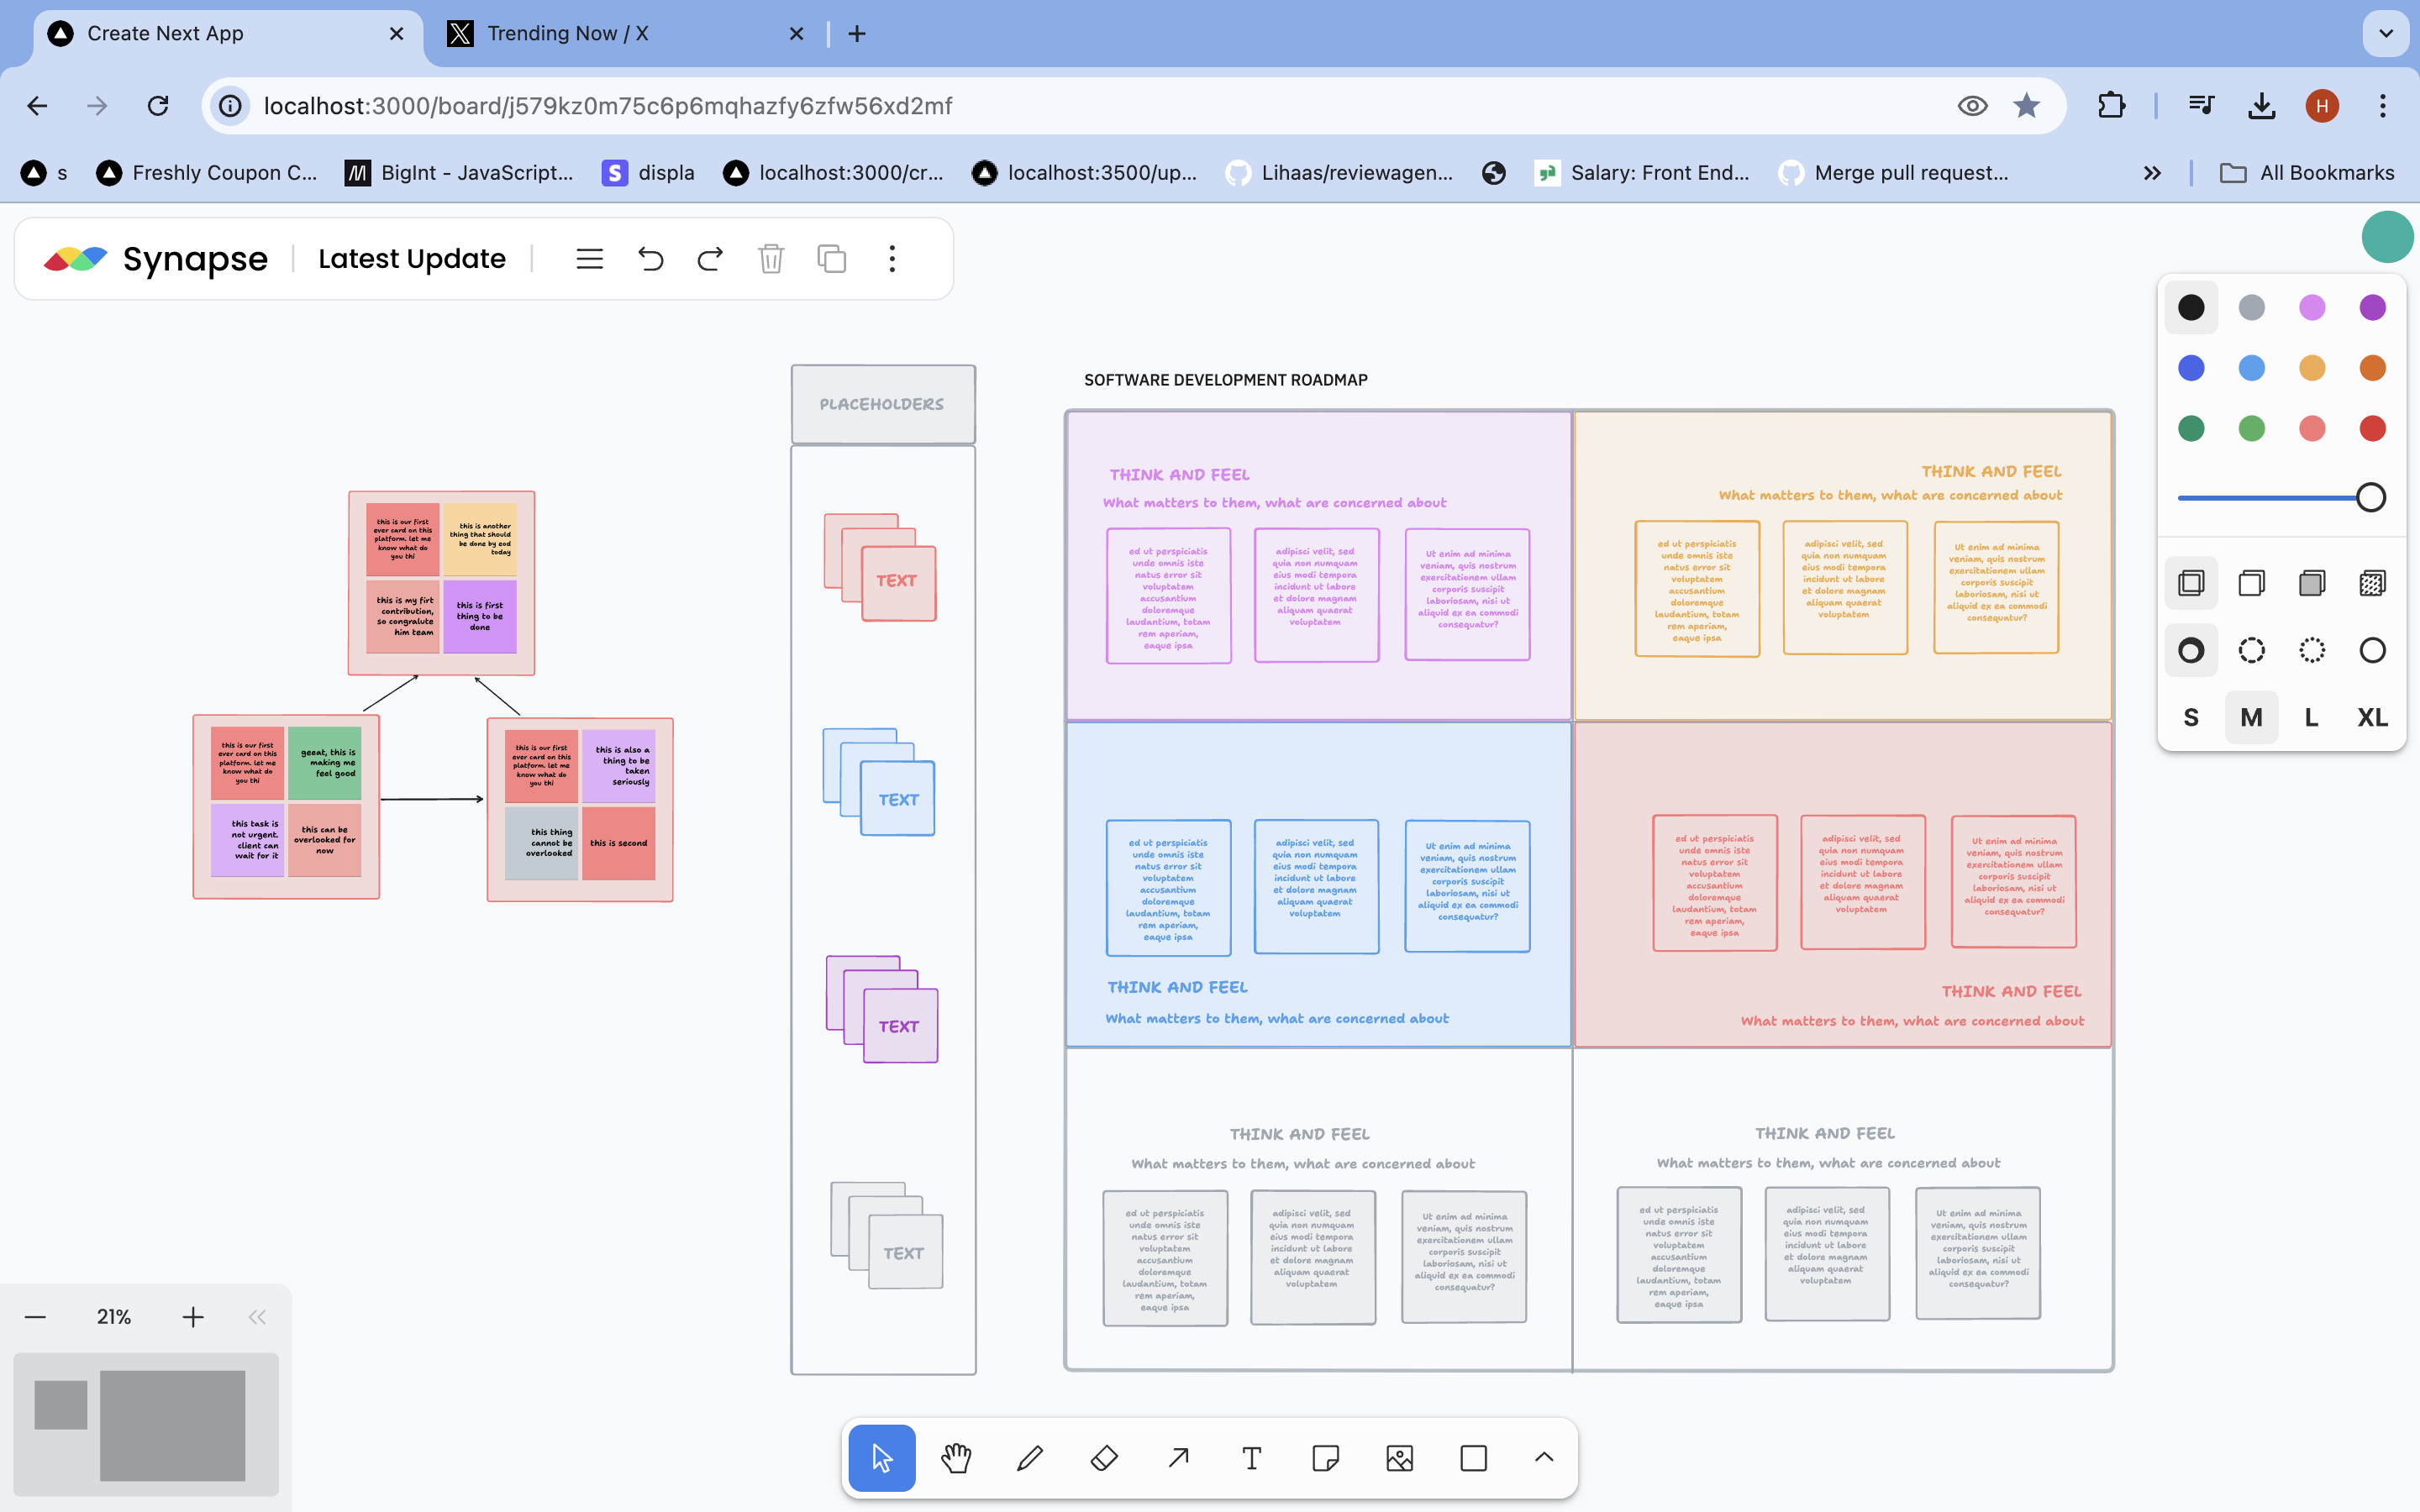 Create Next App
Trending Now / X
localhost:3000/board/j579kz0m75c6p6mqhazfy6zfw56xd2mf
H
s
Freshly Coupon C...
BigInt - JavaScript...
S
displa
localhost:3000/cr...
localhost:3500/up...
Lihaas/reviewagen...
Salary: Front End...
Merge pull request...
All Bookmarks
Synapse
Latest Update
S
M
L
XL
this is our first
ever card on this
platform. let me
know what do
you thi
this is another
thing that should
be done by eod
today
this is my firt
contribution,
so congralute
him team
this is first
thing to be
done
this is our first
ever card on this
platform. let me
know what do
you thi
geeat, this is
making me
feel good
this task is
not urgent.
client can
wait for it
this can be
overlooked for
now
this is our first
ever card on this
platform. let me
know what do
you thi
this is also a
thing to be
taken
seriously
this thing
cannot be
overlooked
this is second
PLACEHOLDERS
TEXT
TEXT
TEXT
TEXT
SOFTWARE DEVELOPMENT ROADMAP
THINK AND FEEL
What matters to them, what are concerned about
ed ut perspiciatis
unde omnis iste
natus error sit
voluptatem
accusantium
doloremque
laudantium, totam
rem aperiam,
eaque ipsa
adipisci velit, sed
quia non numquam
eius modi tempora
incidunt ut labore
et dolore magnam
aliquam quaerat
voluptatem
Ut enim ad minima
veniam, quis nostrum
exercitationem ullam
corporis suscipit
laboriosam, nisi ut
aliquid ex ea commodi
consequatur?
THINK AND FEEL
What matters to them, what are concerned about
ed ut perspiciatis
unde omnis iste
natus error sit
voluptatem
accusantium
doloremque
laudantium, totam
rem aperiam,
eaque ipsa
adipisci velit, sed
quia non numquam
eius modi tempora
incidunt ut labore
et dolore magnam
aliquam quaerat
voluptatem
Ut enim ad minima
veniam, quis nostrum
exercitationem ullam
corporis suscipit
laboriosam, nisi ut
aliquid ex ea commodi
consequatur?
ed ut perspiciatis
unde omnis iste
natus error sit
voluptatem
accusantium
doloremque
laudantium, totam
rem aperiam,
eaque ipsa
adipisci velit, sed
quia non numquam
eius modi tempora
incidunt ut labore
et dolore magnam
aliquam quaerat
voluptatem
Ut enim ad minima
veniam, quis nostrum
exercitationem ullam
corporis suscipit
laboriosam, nisi ut
aliquid ex ea commodi
consequatur?
THINK AND FEEL
What matters to them, what are concerned about
ed ut perspiciatis
unde omnis iste
natus error sit
voluptatem
accusantium
doloremque
laudantium, totam
rem aperiam,
eaque ipsa
adipisci velit, sed
quia non numquam
eius modi tempora
incidunt ut labore
et dolore magnam
aliquam quaerat
voluptatem
Ut enim ad minima
veniam, quis nostrum
exercitationem ullam
corporis suscipit
laboriosam, nisi ut
aliquid ex ea commodi
consequatur?
THINK AND FEEL
What matters to them, what are concerned about
THINK AND FEEL
What matters to them, what are concerned about
ed ut perspiciatis
unde omnis iste
natus error sit
voluptatem
accusantium
doloremque
laudantium, totam
rem aperiam,
eaque ipsa
adipisci velit, sed
quia non numquam
eius modi tempora
incidunt ut labore
et dolore magnam
aliquam quaerat
voluptatem
Ut enim ad minima
veniam, quis nostrum
exercitationem ullam
corporis suscipit
laboriosam, nisi ut
aliquid ex ea commodi
consequatur?
THINK AND FEEL
What matters to them, what are concerned about
ed ut perspiciatis
unde omnis iste
natus error sit
voluptatem
accusantium
doloremque
laudantium, totam
rem aperiam,
eaque ipsa
adipisci velit, sed
quia non numquam
eius modi tempora
incidunt ut labore
et dolore magnam
aliquam quaerat
voluptatem
Ut enim ad minima
veniam, quis nostrum
exercitationem ullam
corporis suscipit
laboriosam, nisi ut
aliquid ex ea commodi
consequatur?
21%
T